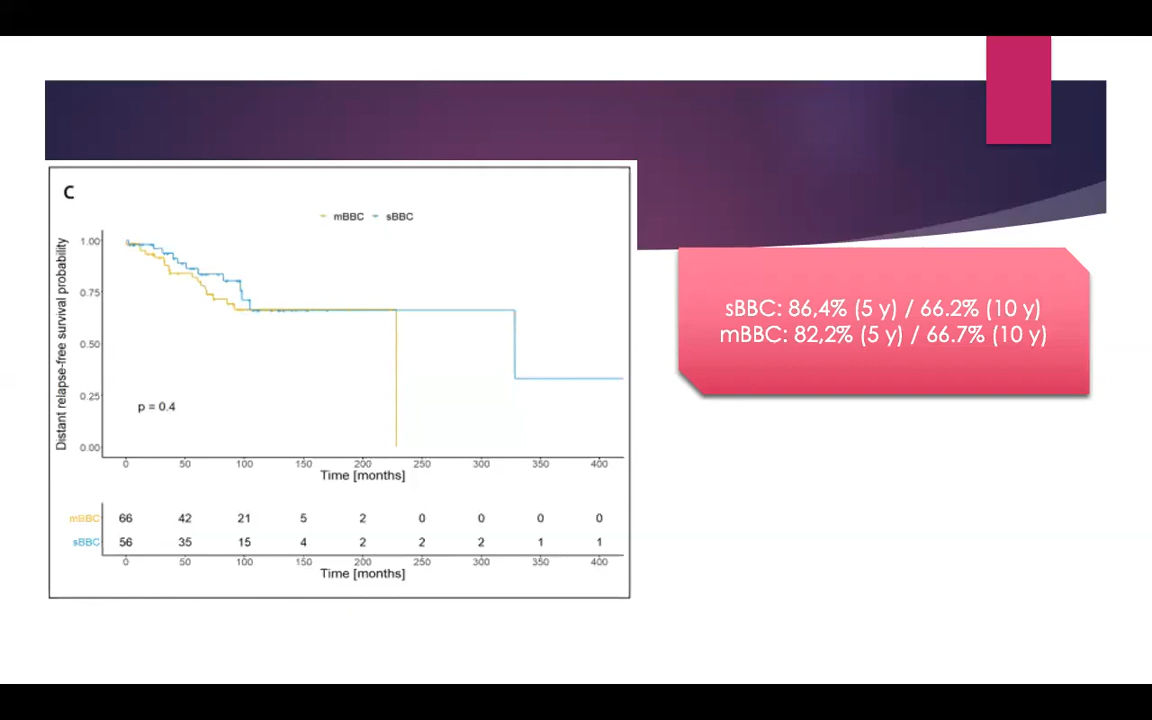 C
mBBC sBBC
Distant relapse-free survival probability
1.00
0.75
0.50
0.25
0.00
p = 0.4
0 50 100 150 200 250 300 350 400
Time [months]
mBBC 66 42 21 5 2 0 0 0 0
sBBC 56 35 15 4 2 2 2 1 1
0 50 100 150 200 250 300 350 400
Time [months]
sBBC: 86,4% (5 y) / 66.2% (10 y)
mBBC: 82,2% (5 y) / 66.7% (10 y)